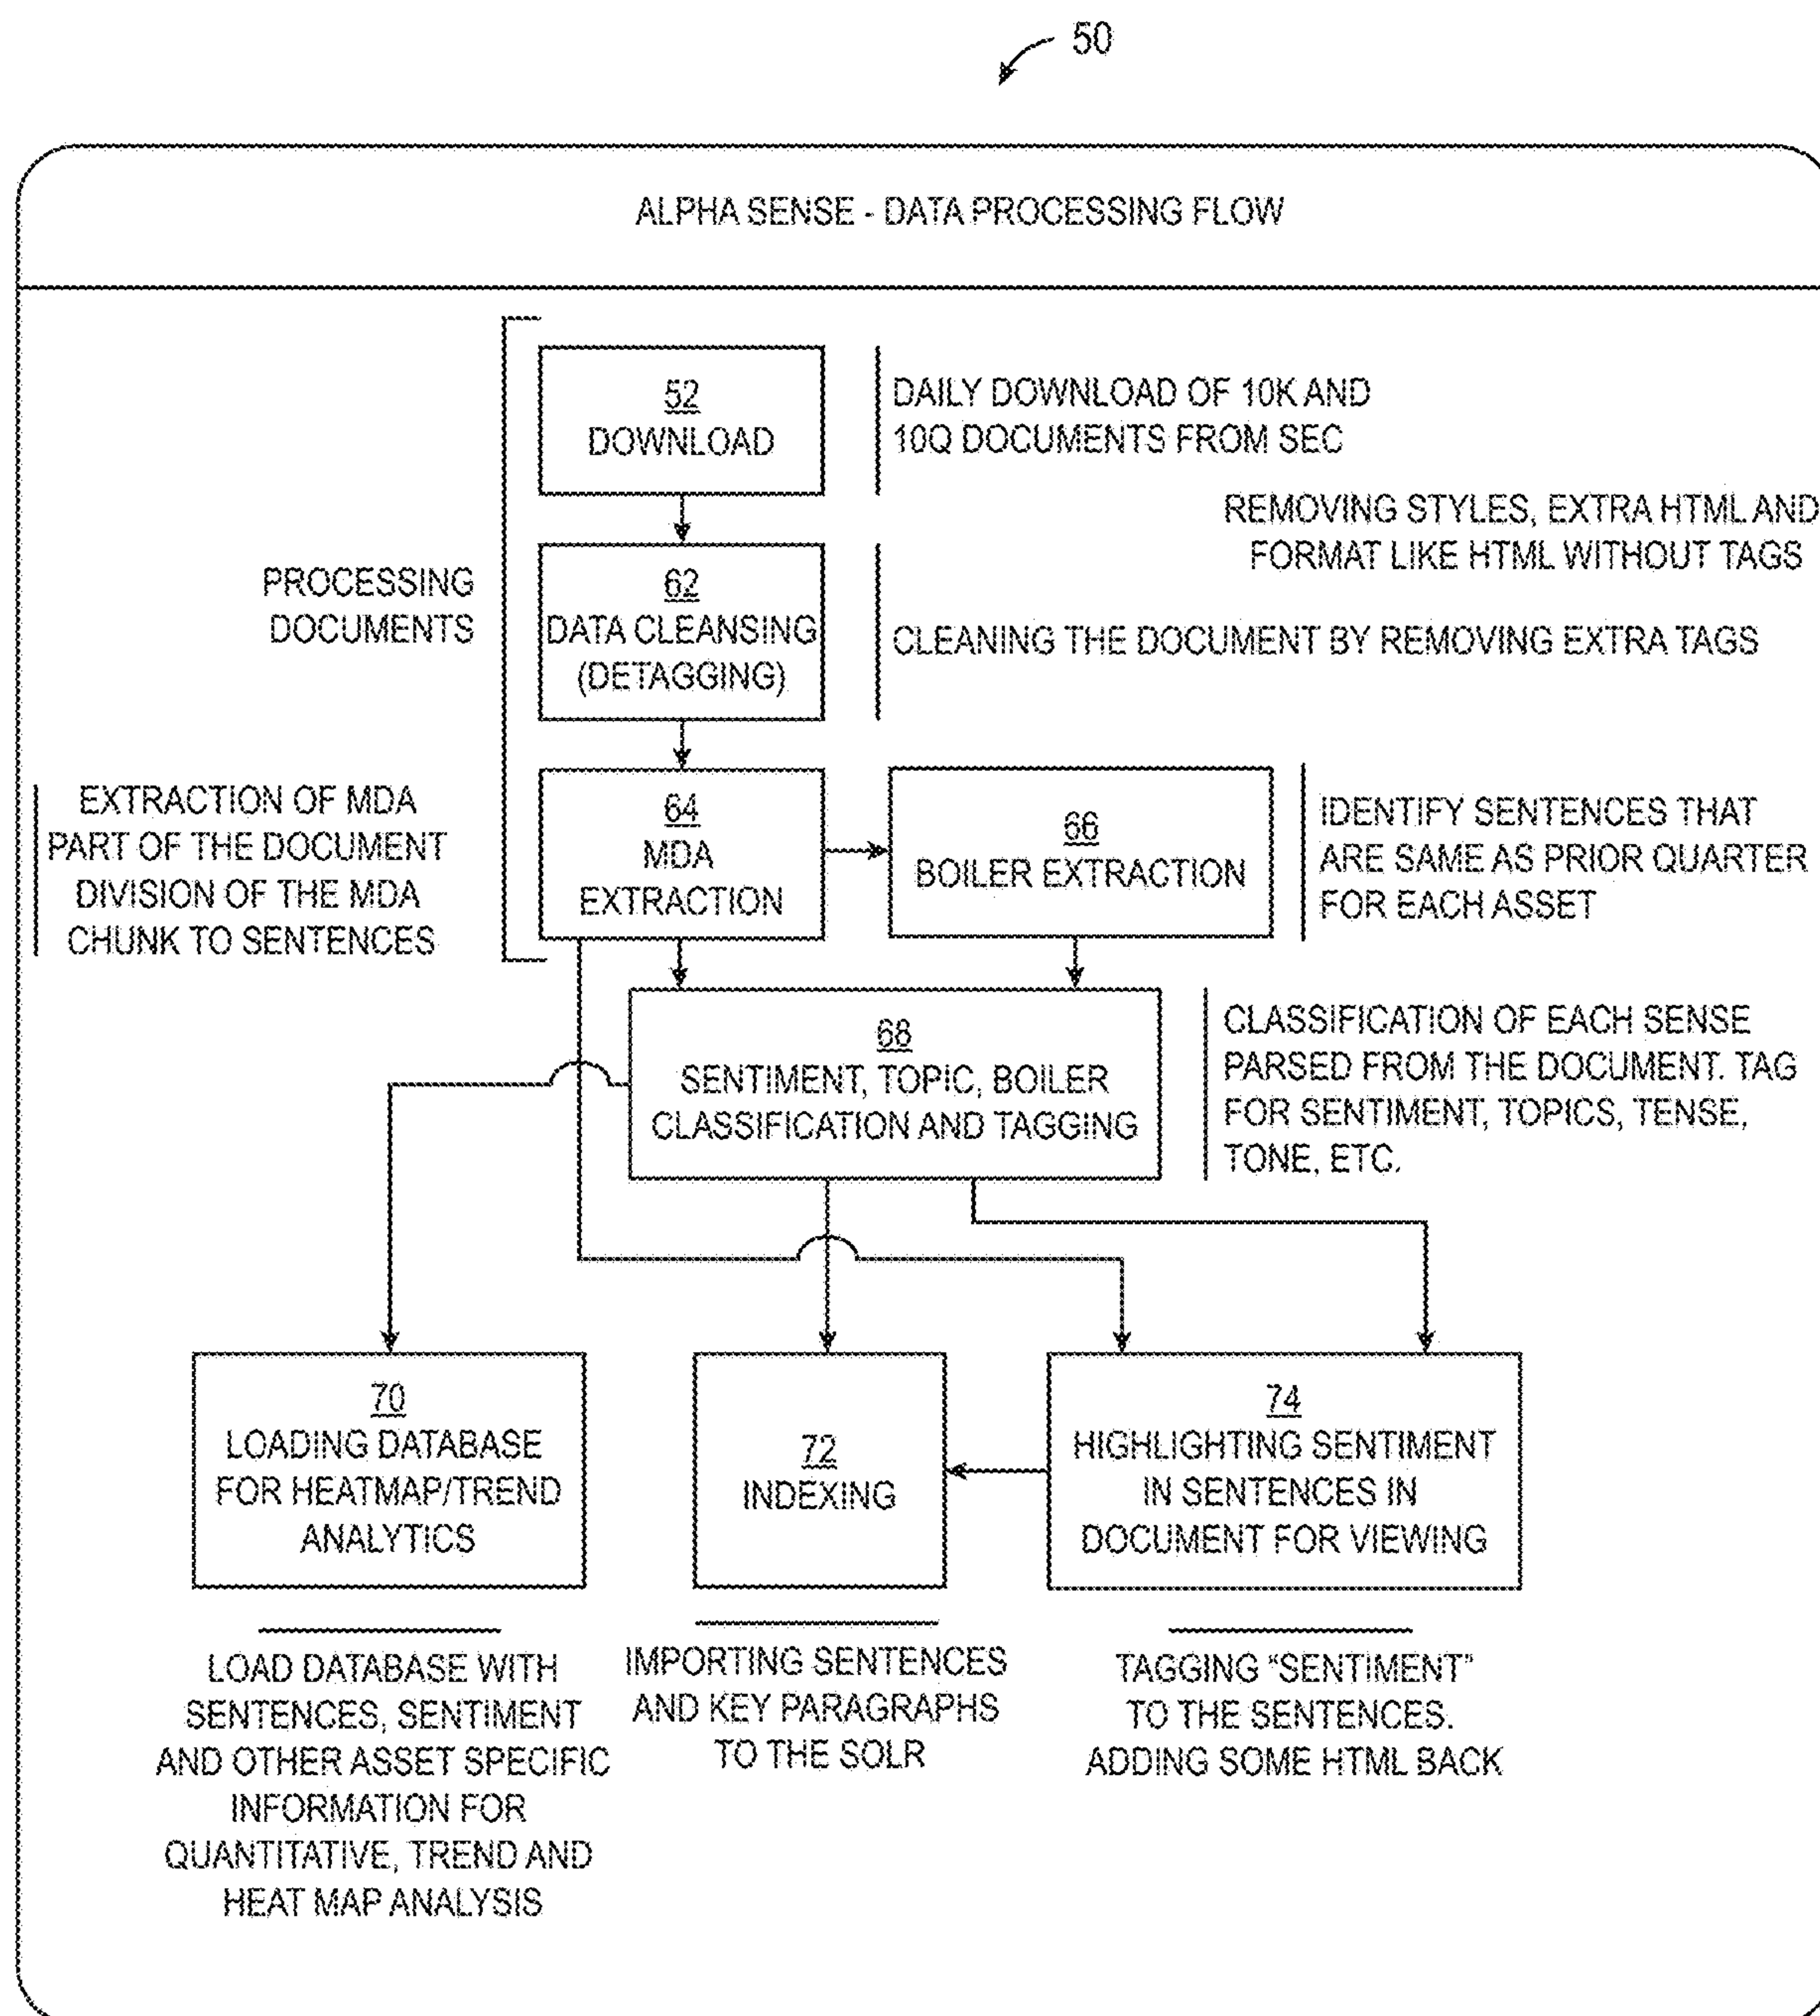 50
ALPHA SENSE - DATA PROCESSING FLOW
52
DOWNLOAD
DAILY DOWNLOAD OF 10K AND
10Q DOCUMENTS FROM SEC
REMOVING STYLES, EXTRA HTML AND
FORMAT LIKE HTML WITHOUT TAGS
PROCESSING
DOCUMENTS
62
DATA CLEANSING
(DETAGGING)
CLEANING THE DOCUMENT BY REMOVING EXTRA TAGS
EXTRACTION OF MDA
PART OF THE DOCUMENT
DIVISION OF THE MDA
CHUNK TO SENTENCES
64
MDA
EXTRACTION
66
BOILER EXTRACTION
IDENTIFY SENTENCES THAT
ARE SAME AS PRIOR QUARTER
FOR EACH ASSET
68
SENTIMENT, TOPIC, BOILER
CLASSIFICATION AND TAGGING
CLASSIFICATION OF EACH SENSE
PARSED FROM THE DOCUMENT. TAG
FOR SENTIMENT, TOPICS, TENSE,
TONE, ETC.
70
LOADING DATABASE
FOR HEATMAP/TREND
ANALYTICS
72
INDEXING
74
HIGHLIGHTING SENTIMENT
IN SENTENCES IN
DOCUMENT FOR VIEWING
LOAD DATABASE WITH
SENTENCES, SENTIMENT
AND OTHER ASSET SPECIFIC
INFORMATION FOR
QUANTITATIVE, TREND AND
HEAT MAP ANALYSIS
IMPORTING SENTENCES
AND KEY PARAGRAPHS
TO THE SOLR
TAGGING “SENTIMENT”
TO THE SENTENCES.
ADDING SOME HTML BACK